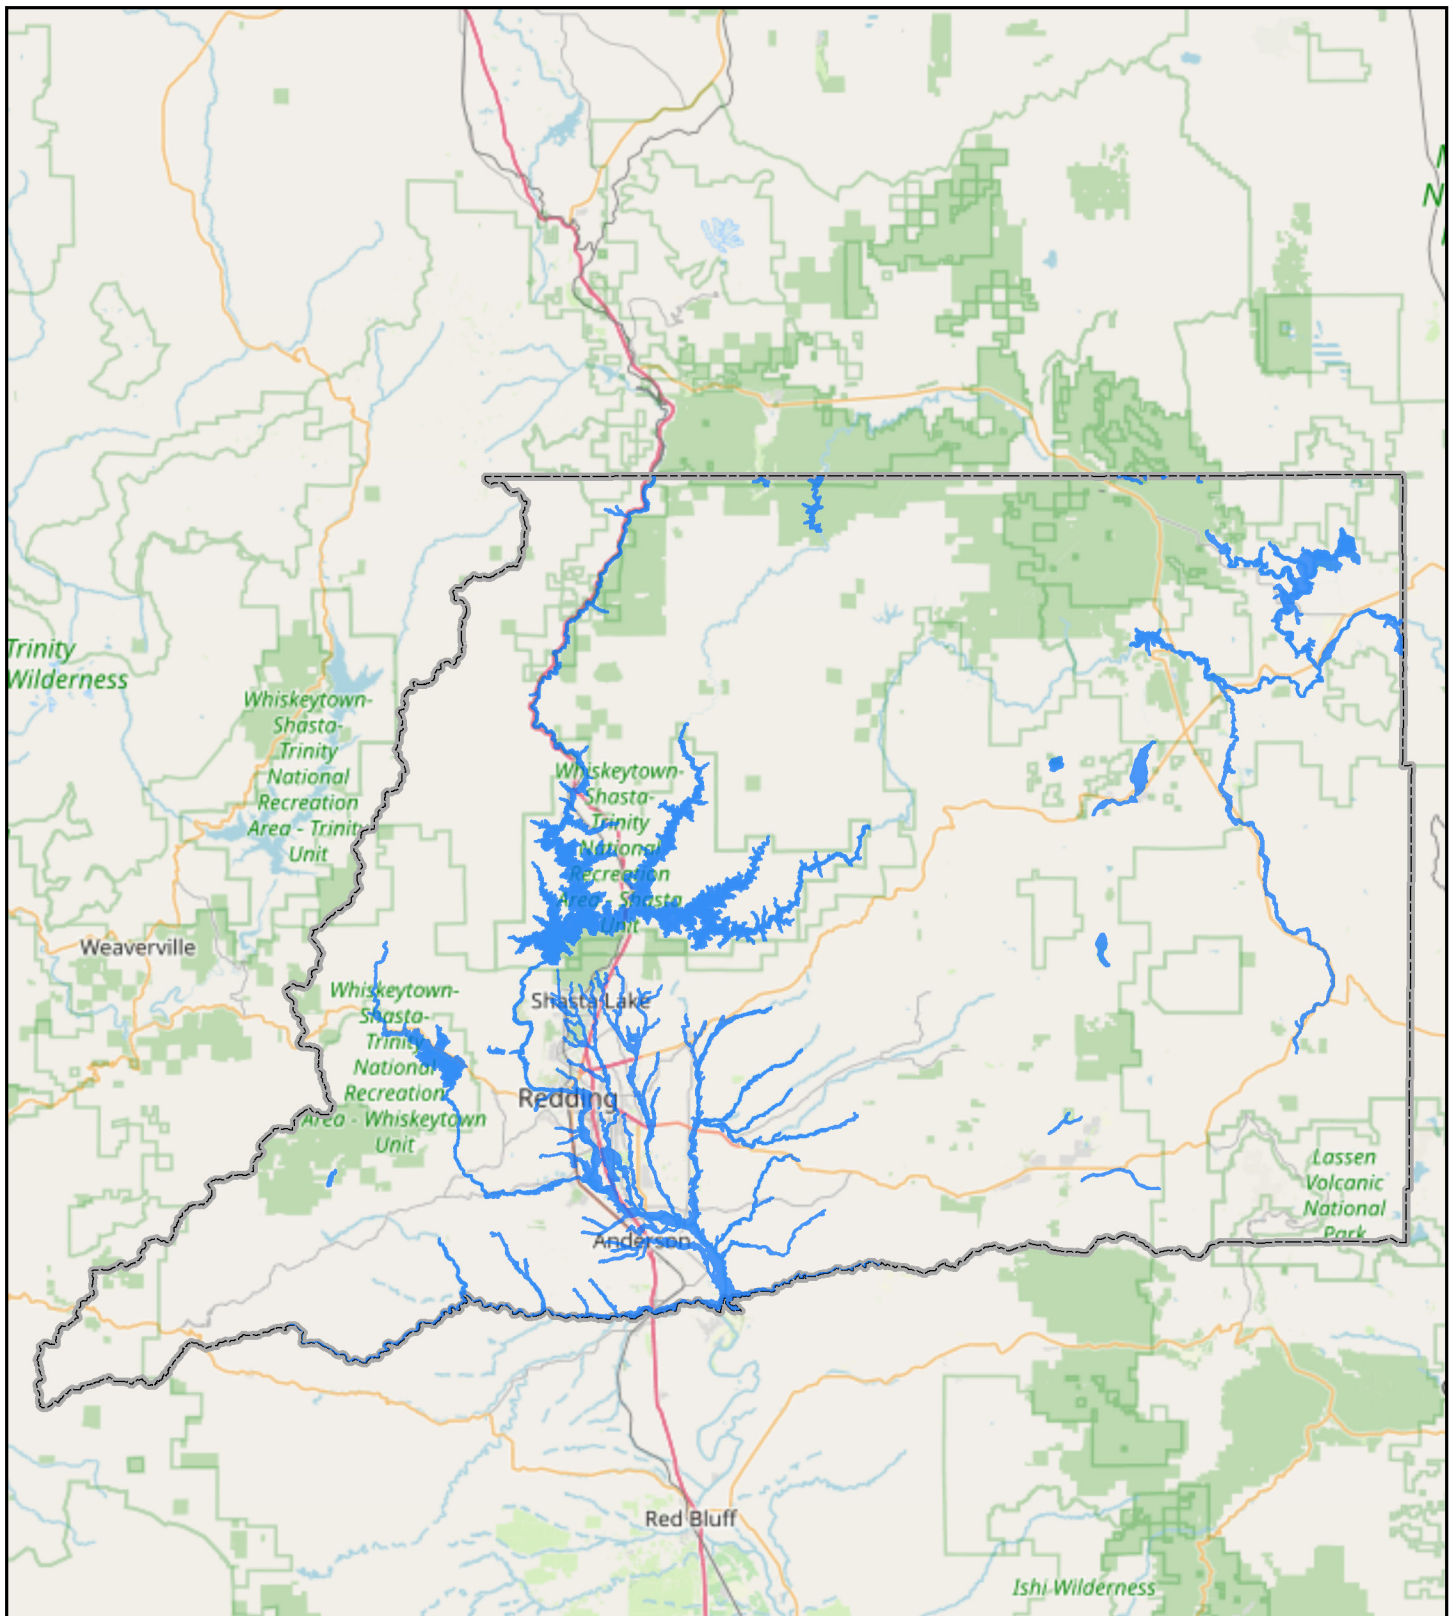 Trinity
Wilderness
Whiskeytown-
Shasta-
Trinity
National
Recreation
Area - Trinity
Unit
Whiskeytown-
Shasta-
Trinity
National
Recreation
Area - Shasta
Unit
Weaverville
Whiskeytown-
Shasta-
Trinity
National
Recreation
Area - Whiskeytown
Unit
Shasta Lake
Redding
Anderson
Lassen
Volcanic
National
Park
Red Bluff
Ishi Wilderness